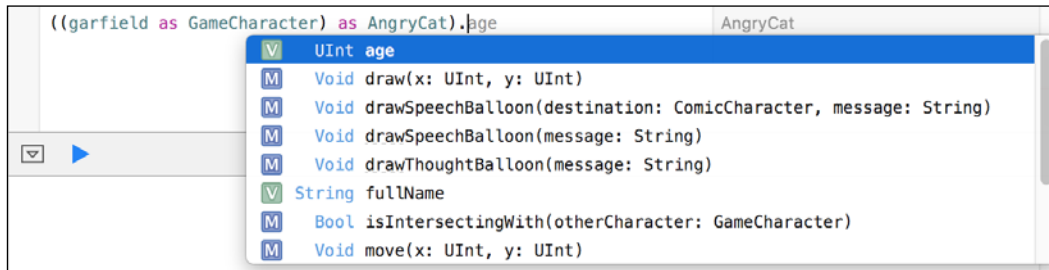 ((garfield as GameCharacter) as AngryCat).age AngryCat
V UInt age
M Void draw(x: UInt, y: UInt)
M Void drawSpeechBalloon(destination: ComicCharacter, message: String)
M Void drawSpeechBalloon(message: String)
M Void drawThoughtBalloon(message: String)
V String fullName
M Bool isIntersectingWith(otherCharacter: GameCharacter)
M Void move(x: UInt, y: UInt)